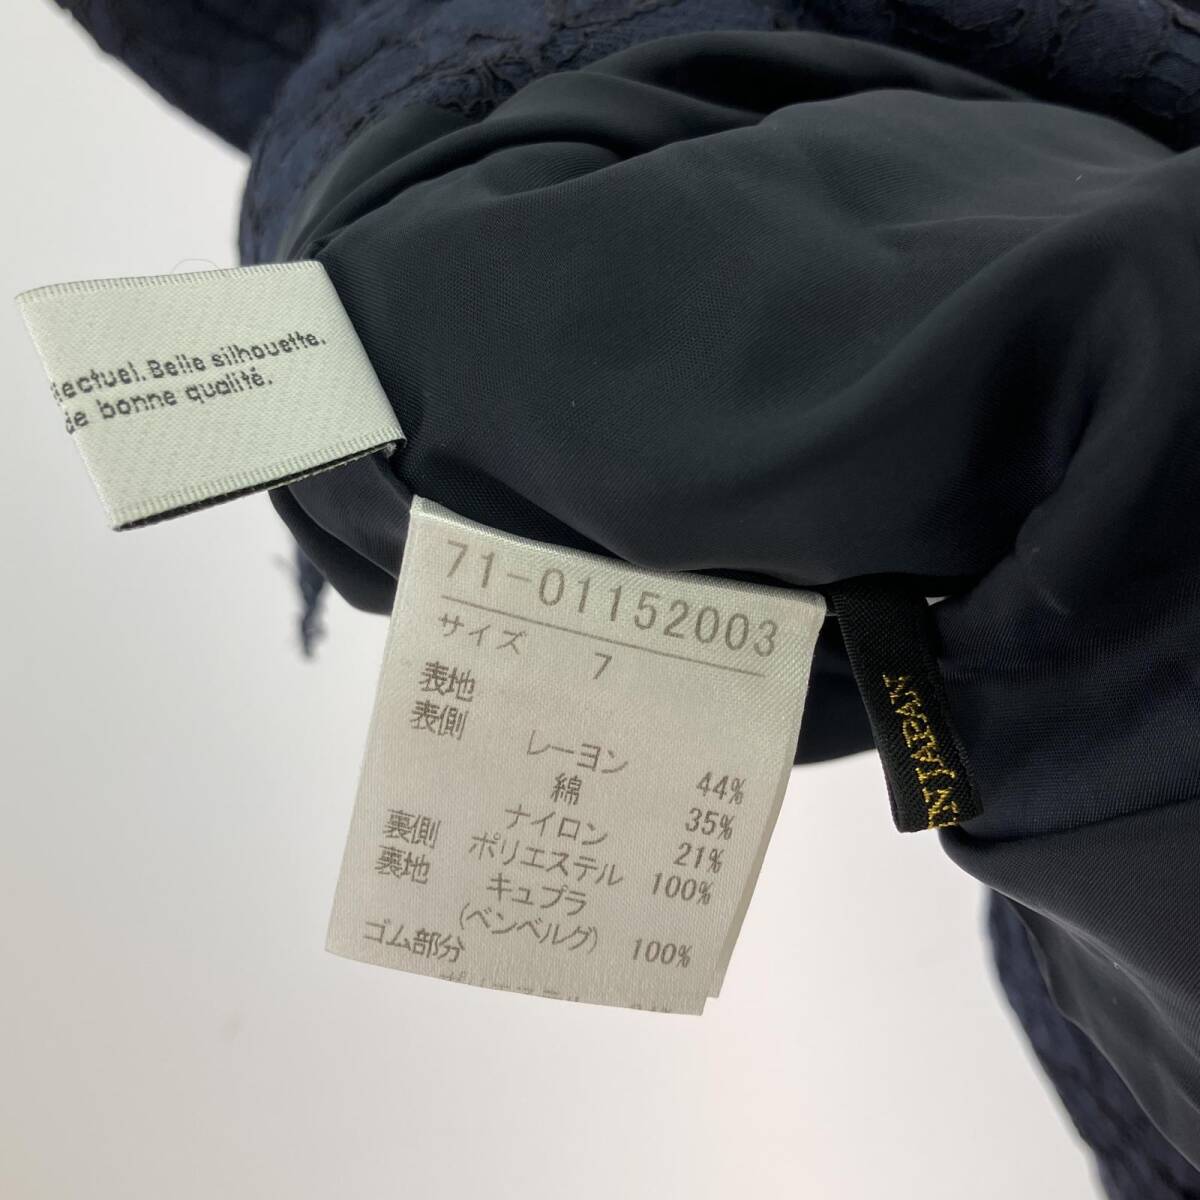 lectuel. Belle silhouette.
de bonne qualité.
71-01152003
サイズ 7
表地
表側
レーヨン 44%
綿 35%
ナイロン 21%
裏側 ポリエステル 100%
裏地 キュプラ
(ベンベルグ) 100%
ゴム部分
IN JAPAN